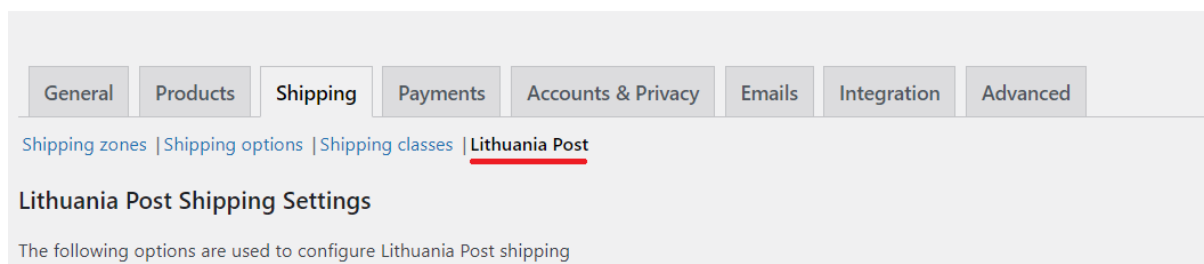 General Products Shipping Payments Accounts & Privacy Emails Integration Advanced
Shipping zones | Shipping options | Shipping classes | Lithuania Post
Lithuania Post Shipping Settings
The following options are used to configure Lithuania Post shipping